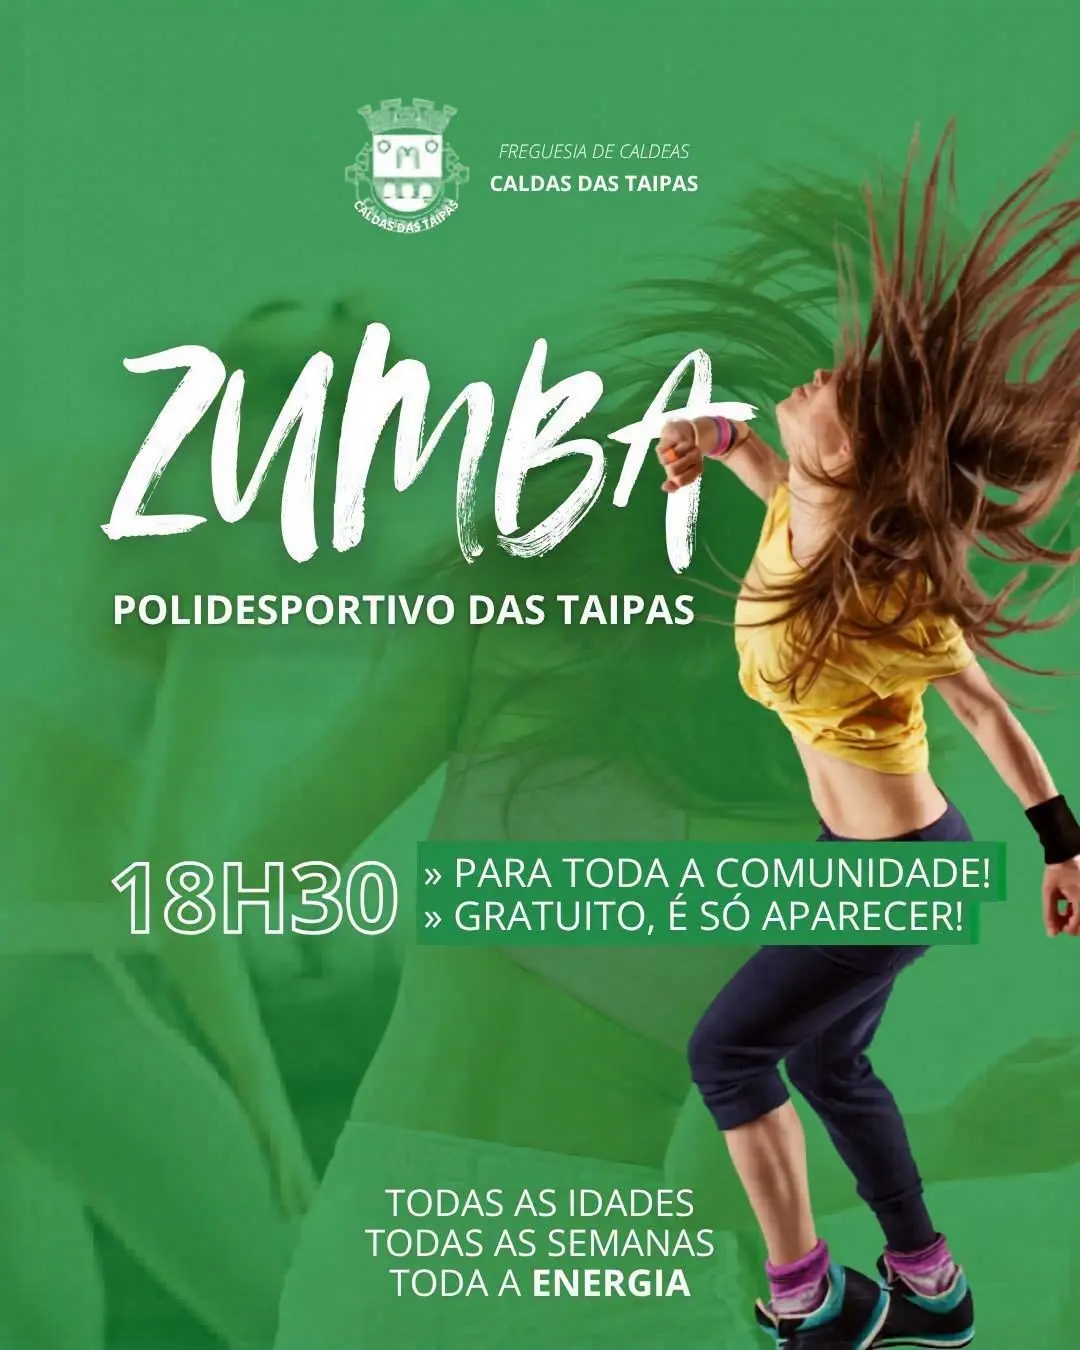 CALDAS DAS TAIPAS
FREGUESIA DE CALDEAS
CALDAS DAS TAIPAS
ZUMBA
POLIDESPORTIVO DAS TAIPAS
18H30
» PARA TODA A COMUNIDADE!
» GRATUITO, É SÓ APARECER!
TODAS AS IDADES
TODAS AS SEMANAS
TODA A ENERGIA